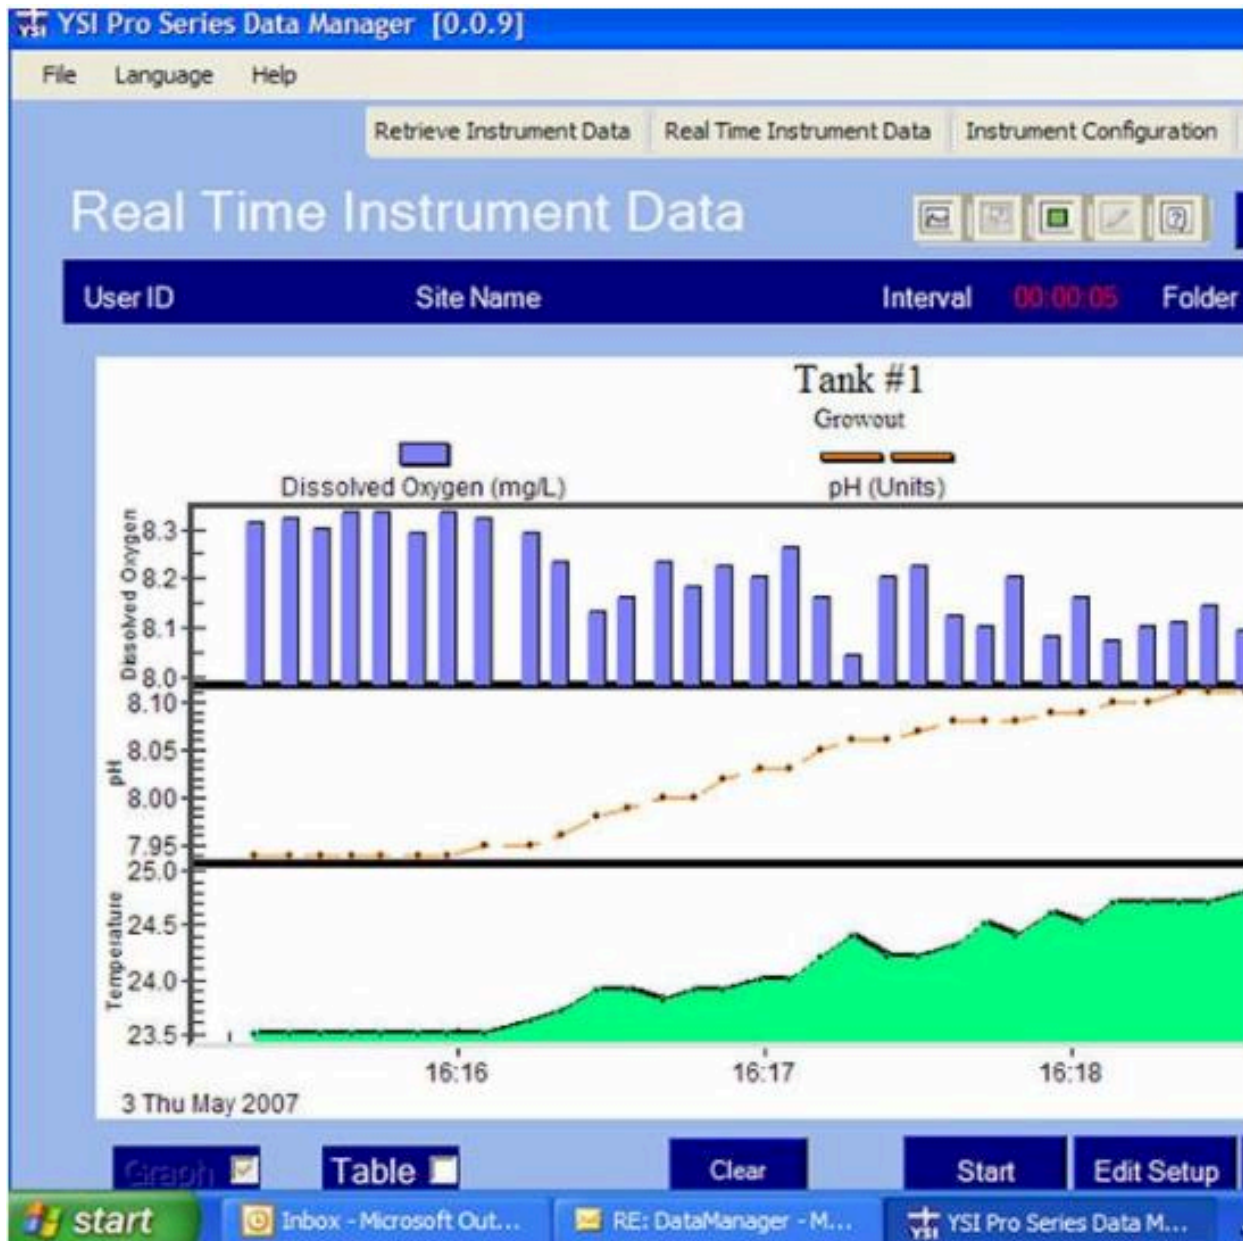 YSI YSI Pro Series Data Manager [0.0.9]
File Language Help
Retrieve Instrument Data Real Time Instrument Data Instrument Configuration
Real Time Instrument Data
User ID Site Name Interval 00:00:05 Folder
Tank #1
Growout
Dissolved Oxygen (mg/L) pH (Units)
Dissolved Oxygen
8.3
8.2
8.1
8.0
pH
8.10
8.05
8.00
7.95
Temperature
25.0
24.5
24.0
23.5
16:16 16:17 16:18
3 Thu May 2007
Graph Table Clear Start Edit Setup
start Inbox - Microsoft Out... RE: DataManager - M... YSI YSI Pro Series Data M...